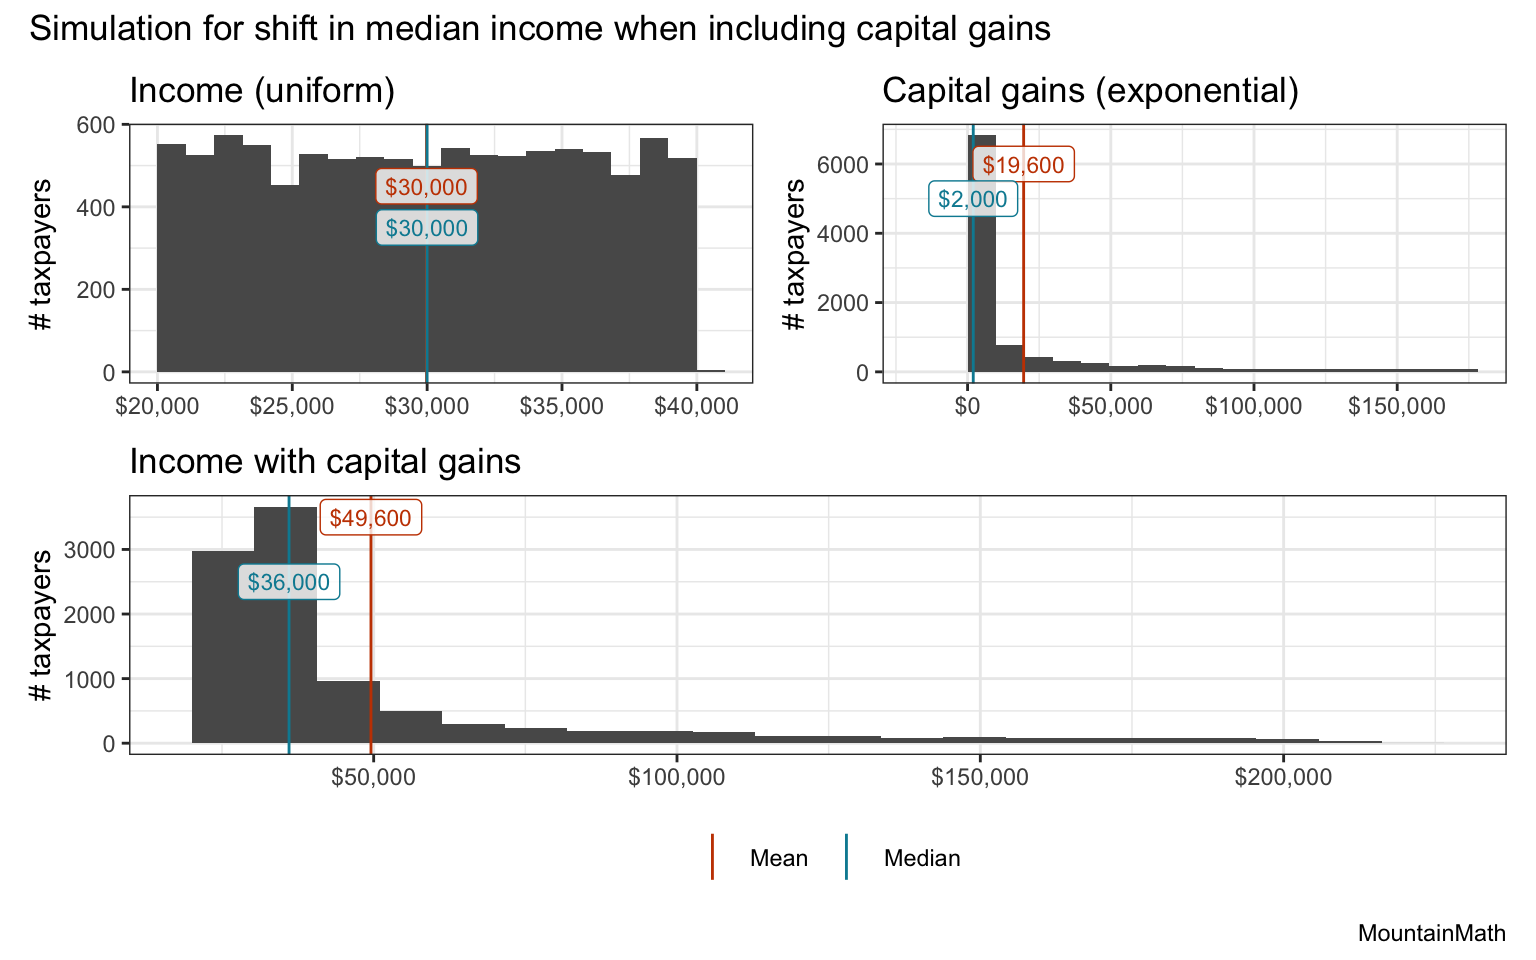 Simulation for shift in median income when including capital gains
Income (uniform)
# taxpayers
600
400
200
0
$30,000
$30,000
$20,000 $25,000 $30,000 $35,000 $40,000
Capital gains (exponential)
# taxpayers
6000
4000
2000
0
$19,600
$2,000
$0 $50,000 $100,000 $150,000
Income with capital gains
# taxpayers
3000
2000
1000
0
$49,600
$36,000
$50,000 $100,000 $150,000 $200,000
Mean Median
MountainMath